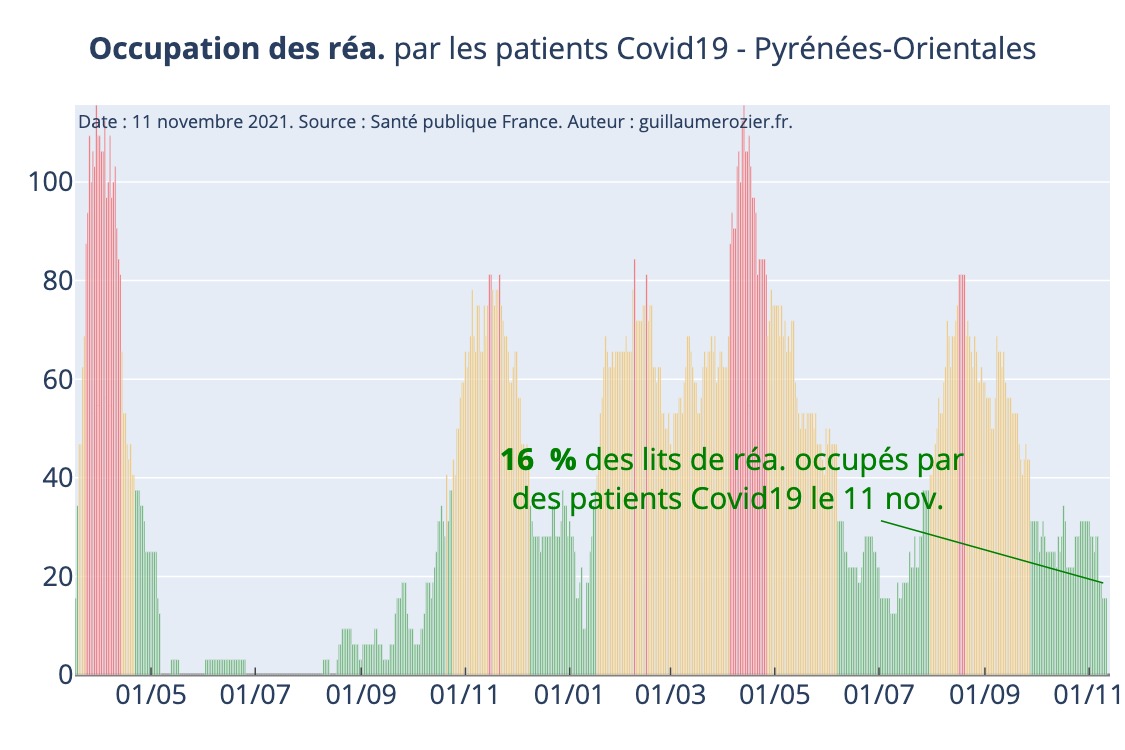 Occupation des réa. par les patients Covid19 - Pyrénées-Orientales
Date : 11 novembre 2021. Source : Santé publique France. Auteur : guillaumerozier.fr.
100
80
60
40
20
0
16  % des lits de réa. occupés par
des patients Covid19 le 11 nov.
01/05 01/07 01/09 01/11 01/01 01/03 01/05 01/07 01/09 01/11